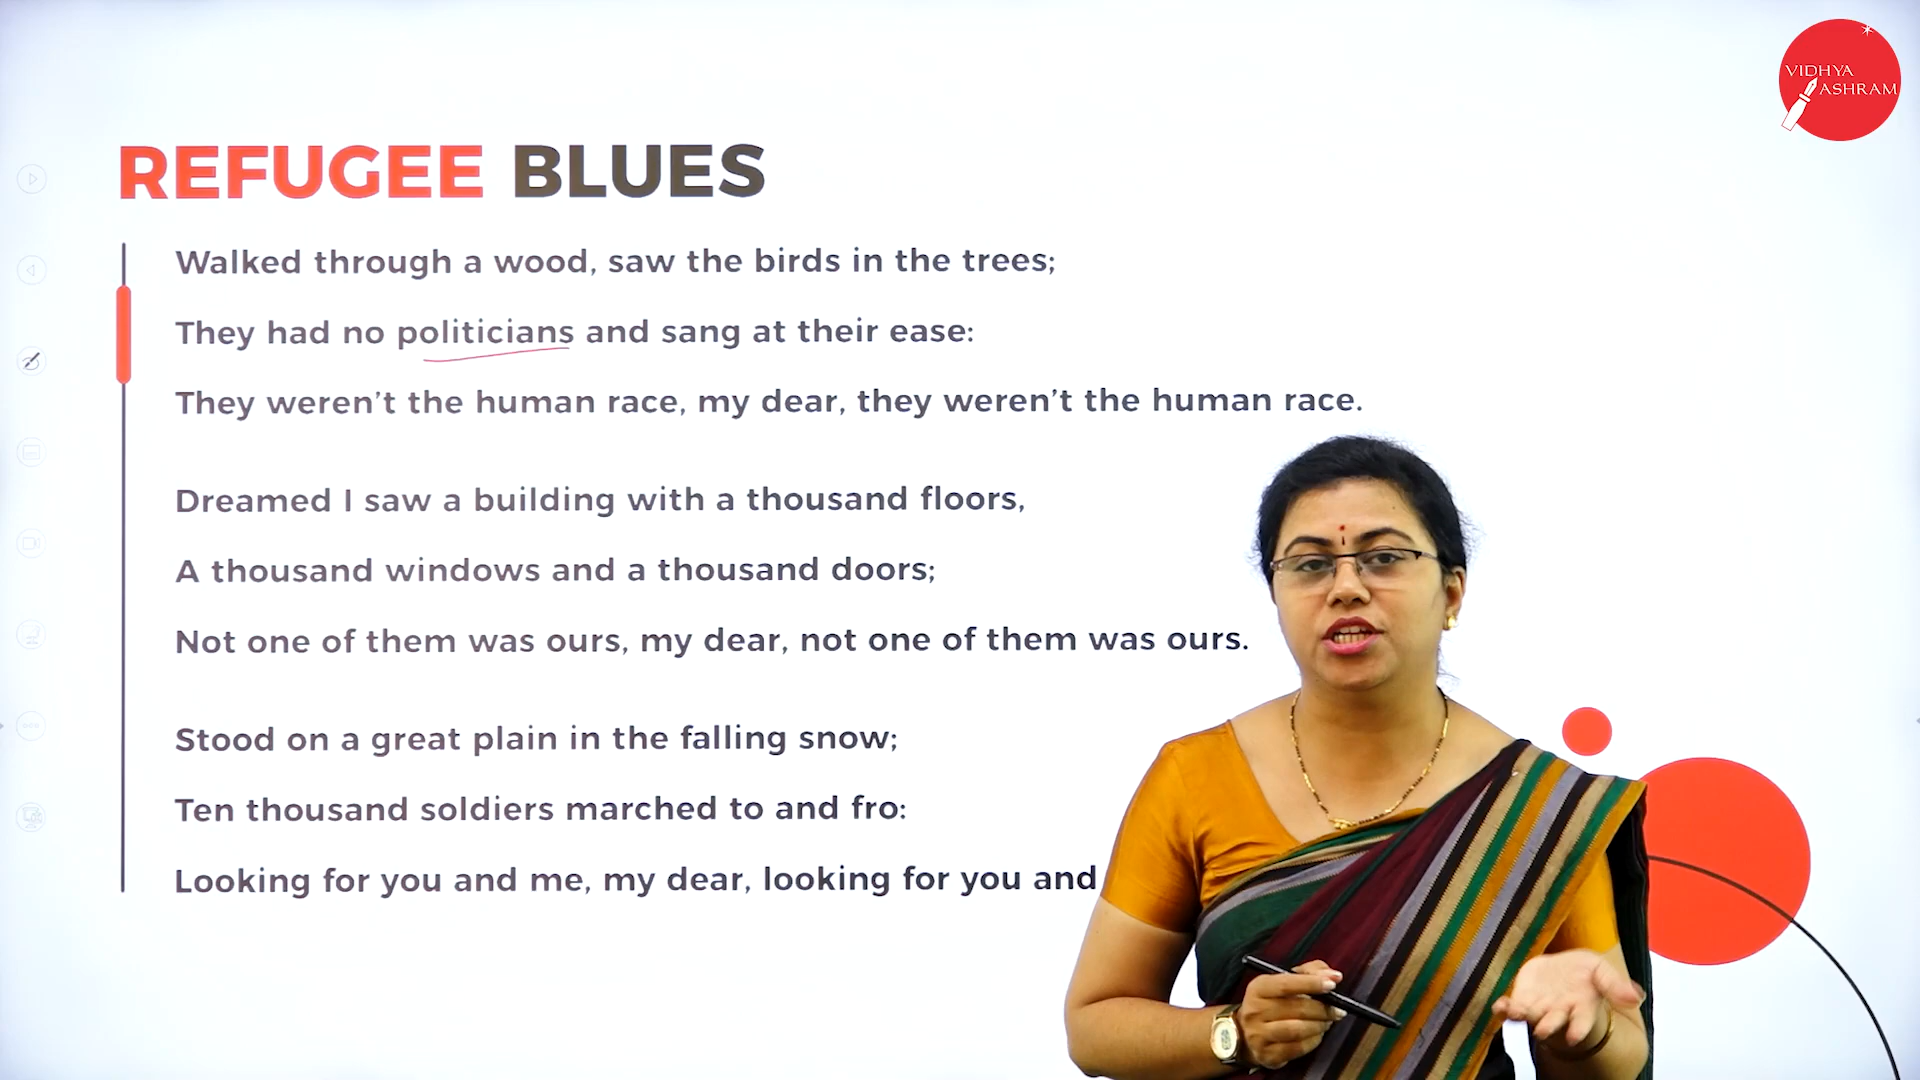 VIDHYA
ASHRAM
REFUGEE BLUES
Walked through a wood, saw the birds in the trees;
They had no politicians and sang at their ease:
They weren't the human race, my dear, they weren't the human race.
Dreamed I saw a building with a thousand floors,
A thousand windows and a thousand doors;
Not one of them was ours, my dear, not one of them was ours.
Stood on a great plain in the falling snow;
Ten thousand soldiers marched to and fro:
Looking for you and me, my dear, looking for you and